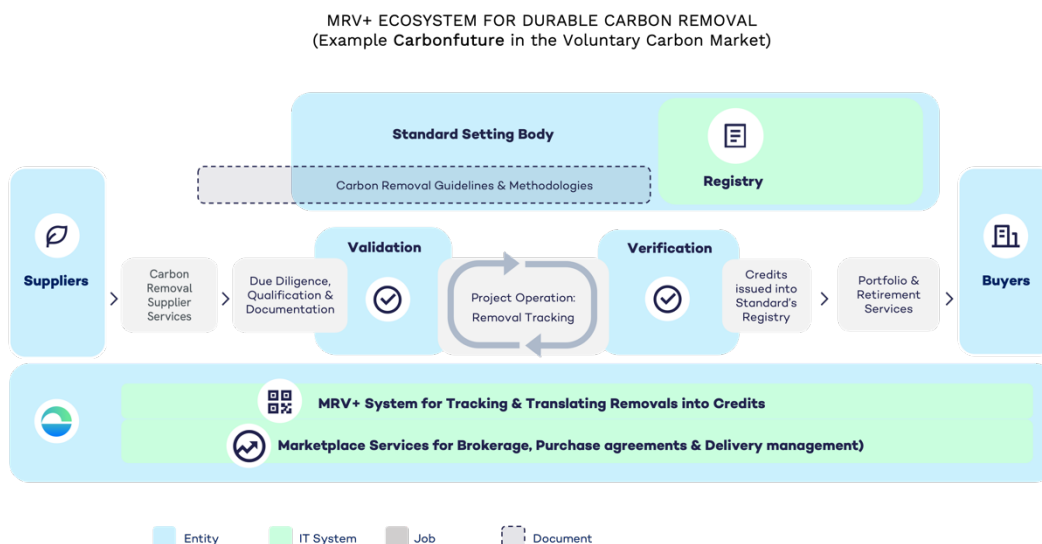 MRV+ ECOSYSTEM FOR DURABLE CARBON REMOVAL
(Example Carbonfuture in the Voluntary Carbon Market)
Standard Setting Body
Registry
Carbon Removal Guidelines & Methodologies
Suppliers
Carbon
Removal
Supplier
Services
Due Diligence,
Qualification &
Documentation
Validation
Project Operation:
Removal Tracking
Verification
Credits
issued into
Standard's
Registry
Portfolio &
Retirement
Services
Buyers
MRV+ System for Tracking & Translating Removals into Credits
Marketplace Services for Brokerage, Purchase agreements & Delivery management)
Entity
IT System
Job
Document